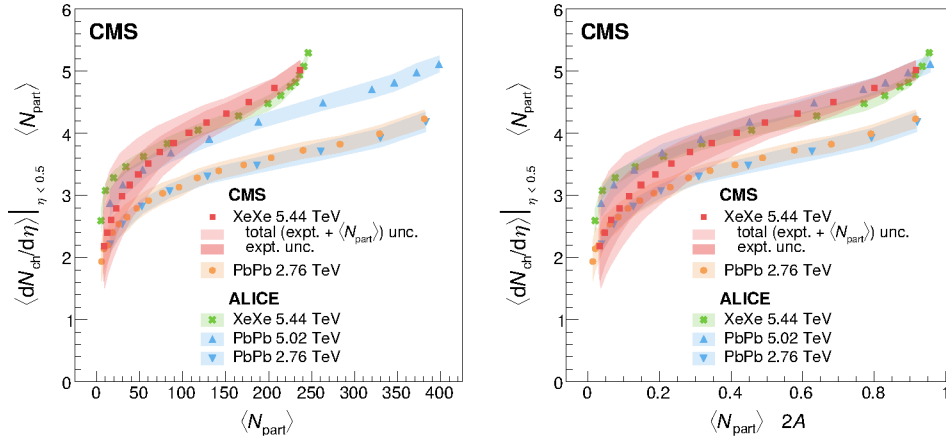 CMS
⟨dN_ch/dη⟩|_η < 0.5 ⟨N_part⟩
6
5
4
3
2
1
0
CMS
XeXe 5.44 TeV
total (expt. + ⟨N_part⟩) unc.
expt. unc.
PbPb 2.76 TeV
ALICE
XeXe 5.44 TeV
PbPb 5.02 TeV
PbPb 2.76 TeV
0 50 100 150 200 250 300 350 400
⟨N_part⟩
CMS
⟨dN_ch/dη⟩|_η < 0.5 ⟨N_part⟩
6
5
4
3
2
1
0
CMS
XeXe 5.44 TeV
total (expt. + ⟨N_part⟩) unc.
expt. unc.
PbPb 2.76 TeV
ALICE
XeXe 5.44 TeV
PbPb 5.02 TeV
PbPb 2.76 TeV
0 0.2 0.4 0.6 0.8 1
⟨N_part⟩ 2A